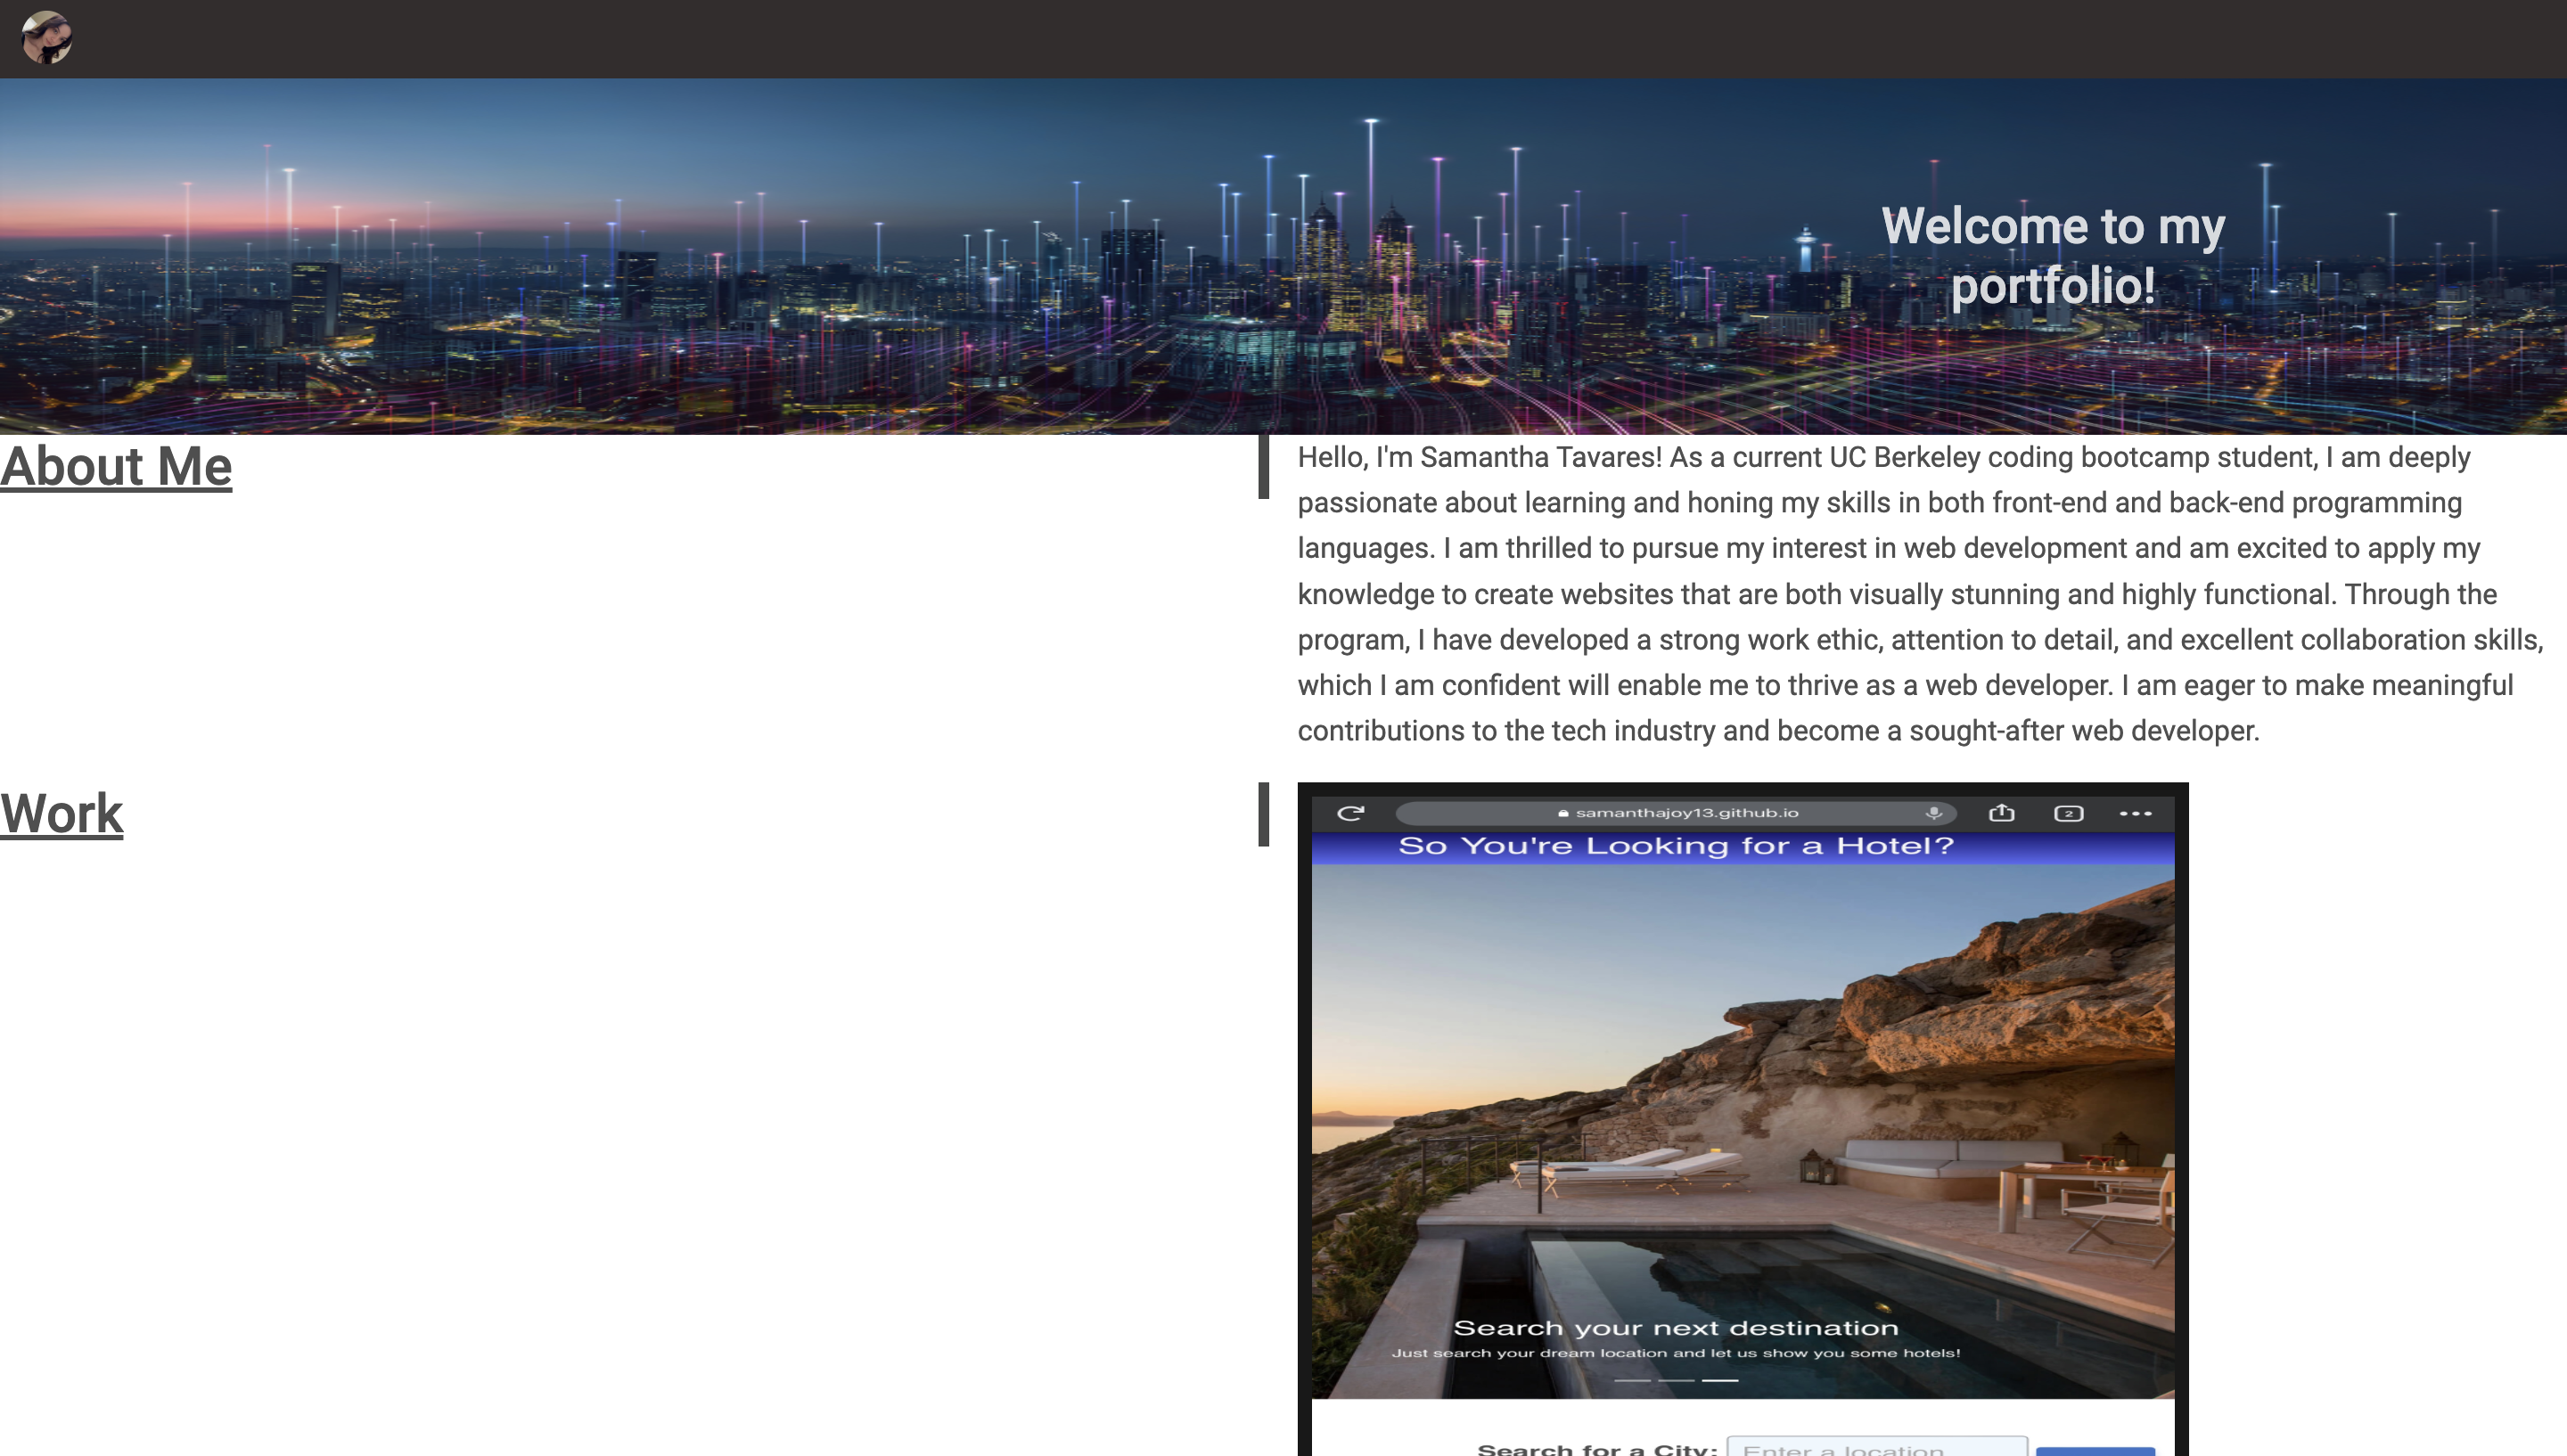 Welcome to my
portfolio!
About Me
Hello, I'm Samantha Tavares! As a current UC Berkeley coding bootcamp student, I am deeply
passionate about learning and honing my skills in both front-end and back-end programming
languages. I am thrilled to pursue my interest in web development and am excited to apply my
knowledge to create websites that are both visually stunning and highly functional. Through the
program, I have developed a strong work ethic, attention to detail, and excellent collaboration skills,
which I am confident will enable me to thrive as a web developer. I am eager to make meaningful
contributions to the tech industry and become a sought-after web developer.
Work
samanthajoy13.github.io
2
So You're Looking for a Hotel?
Search your next destination
Just search your dream location and let us show you some hotels!
Search for a City: Enter a location